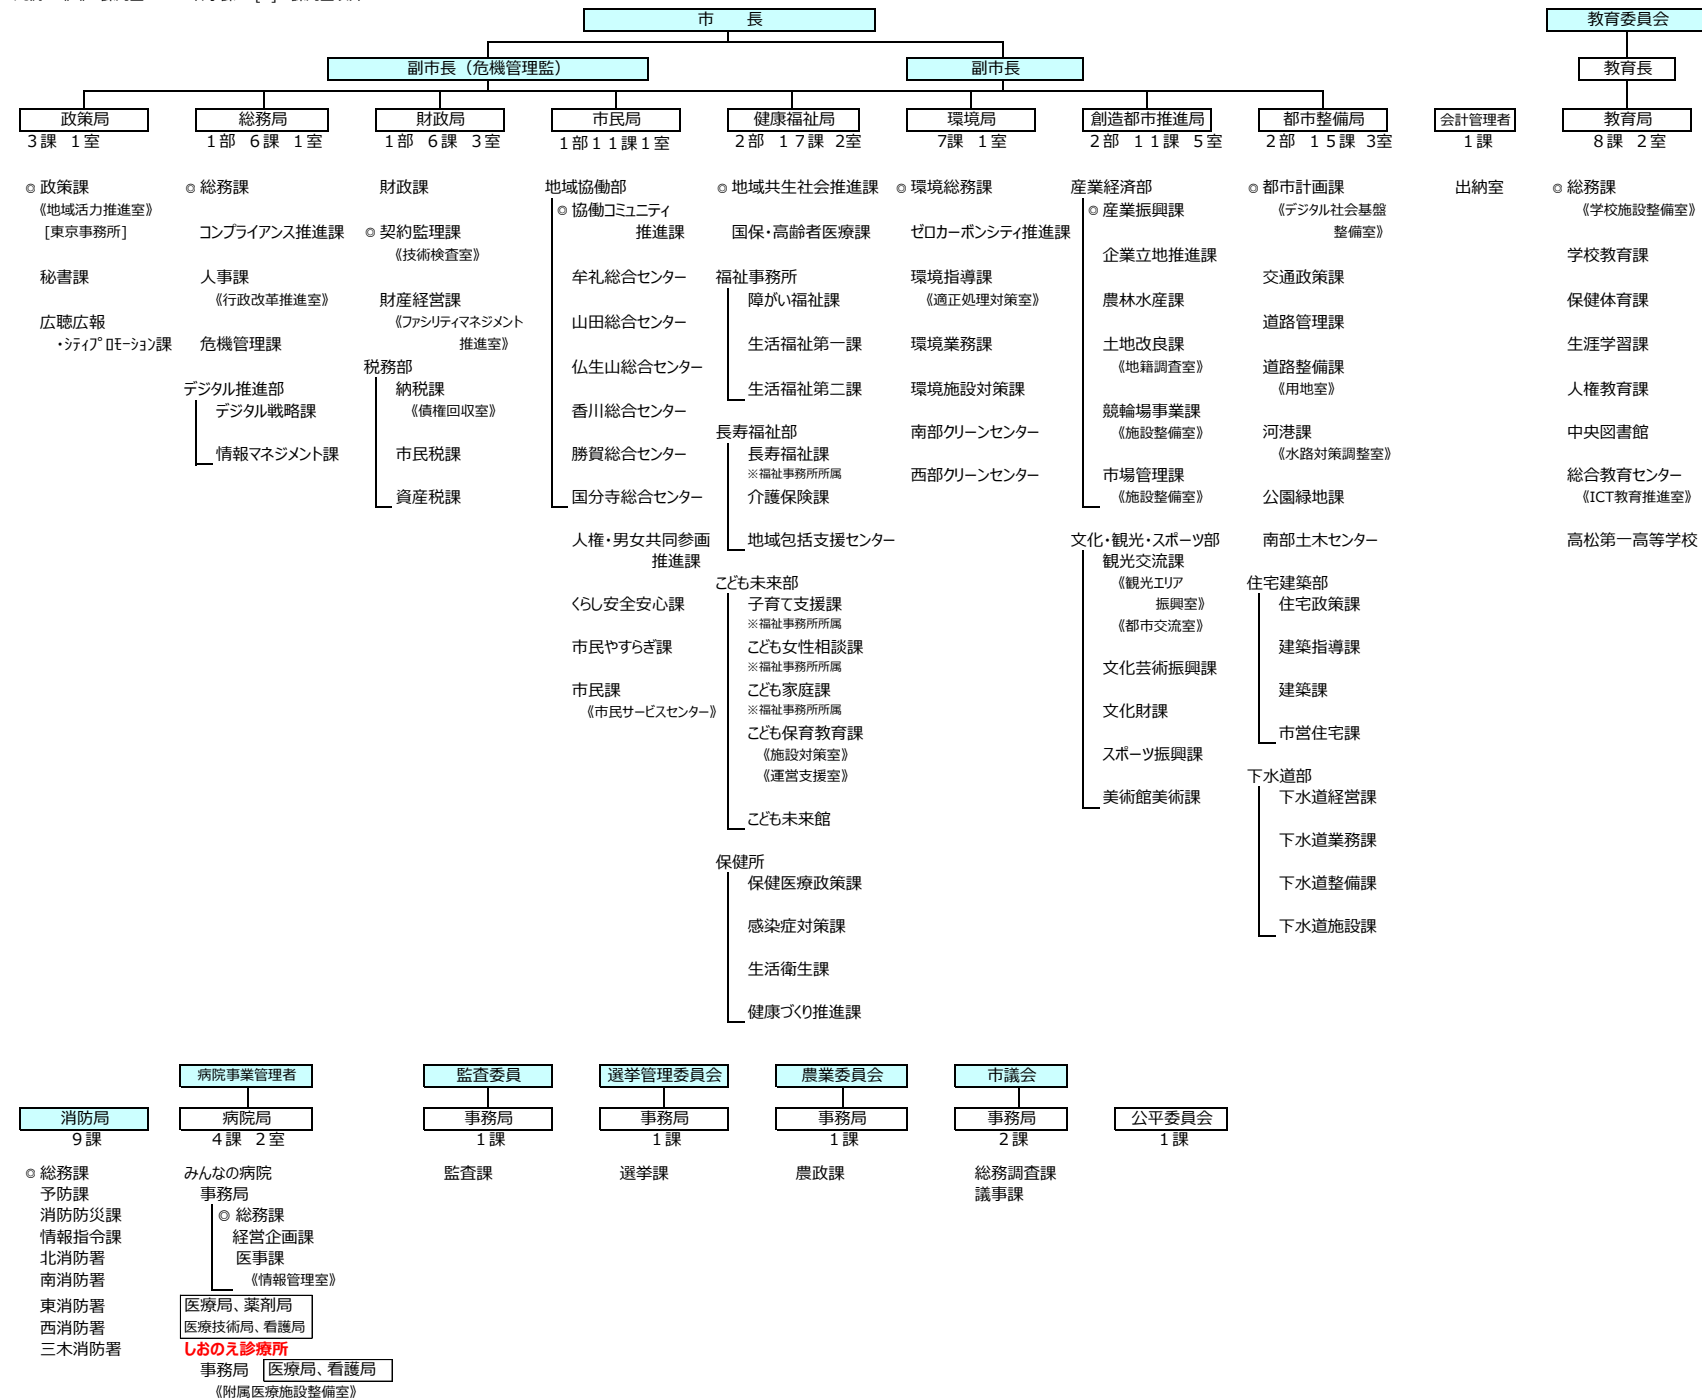 市　長
教育委員会
副市長（危機管理監）
副市長
教育長
政策局
3課 1室
◎ 政策課
《地域活力推進室》
[東京事務所]
秘書課
広聴広報
・シティプロモーション課
総務局
1部 6課 1室
◎ 総務課
コンプライアンス推進課
人事課
《行政改革推進室》
危機管理課
デジタル推進部
デジタル戦略課
情報マネジメント課
財政局
1部 6課 3室
財政課
◎ 契約監理課
《技術検査室》
財産経営課
《ファシリティマネジメント
推進室》
税務部
納税課
《債権回収室》
市民税課
資産税課
市民局
1部11課1室
地域協働部
◎ 協働コミュニティ
推進課
牟礼総合センター
山田総合センター
仏生山総合センター
香川総合センター
勝賀総合センター
国分寺総合センター
人権・男女共同参画
推進課
くらし安全安心課
市民やすらぎ課
市民課
《市民サービスセンター》
健康福祉局
2部 17課 2室
◎ 地域共生社会推進課
国保・高齢者医療課
福祉事務所
障がい福祉課
生活福祉第一課
生活福祉第二課
長寿福祉部
長寿福祉課
※福祉事務所所属
介護保険課
地域包括支援センター
こども未来部
子育て支援課
※福祉事務所所属
こども女性相談課
※福祉事務所所属
こども家庭課
※福祉事務所所属
こども保育教育課
《施設対策室》
《運営支援室》
こども未来館
保健所
保健医療政策課
感染症対策課
生活衛生課
健康づくり推進課
環境局
7課 1室
◎ 環境総務課
ゼロカーボンシティ推進課
環境指導課
《適正処理対策室》
環境業務課
環境施設対策課
南部クリーンセンター
西部クリーンセンター
創造都市推進局
2部 11課 5室
産業経済部
◎ 産業振興課
企業立地推進課
農林水産課
土地改良課
《地籍調査室》
競輪場事業課
《施設整備室》
市場管理課
《施設整備室》
文化・観光・スポーツ部
観光交流課
《観光エリア
振興室》
《都市交流室》
文化芸術振興課
文化財課
スポーツ振興課
美術館美術課
都市整備局
2部 15課 3室
◎ 都市計画課
《デジタル社会基盤
整備室》
交通政策課
道路管理課
道路整備課
《用地室》
河港課
《水路対策調整室》
公園緑地課
南部土木センター
住宅建築部
住宅政策課
建築指導課
建築課
市営住宅課
下水道部
下水道経営課
下水道業務課
下水道整備課
下水道施設課
会計管理者
1課
出納室
教育局
8課 2室
◎ 総務課
《学校施設整備室》
学校教育課
保健体育課
生涯学習課
人権教育課
中央図書館
総合教育センター
《ICT教育推進室》
高松第一高等学校
消防局
9課
◎ 総務課
予防課
消防防災課
情報指令課
北消防署
南消防署
東消防署
西消防署
三木消防署
病院事業管理者
病院局
4課 2室
みんなの病院
事務局
◎ 総務課
経営企画課
医事課
《情報管理室》
医療局、薬剤局
医療技術局、看護局
しおのえ診療所
事務局 医療局、看護局
《附属医療施設整備室》
監査委員
事務局
1課
監査課
選挙管理委員会
事務局
1課
選挙課
農業委員会
事務局
1課
農政課
市議会
事務局
2課
総務調査課
議事課
公平委員会
1課